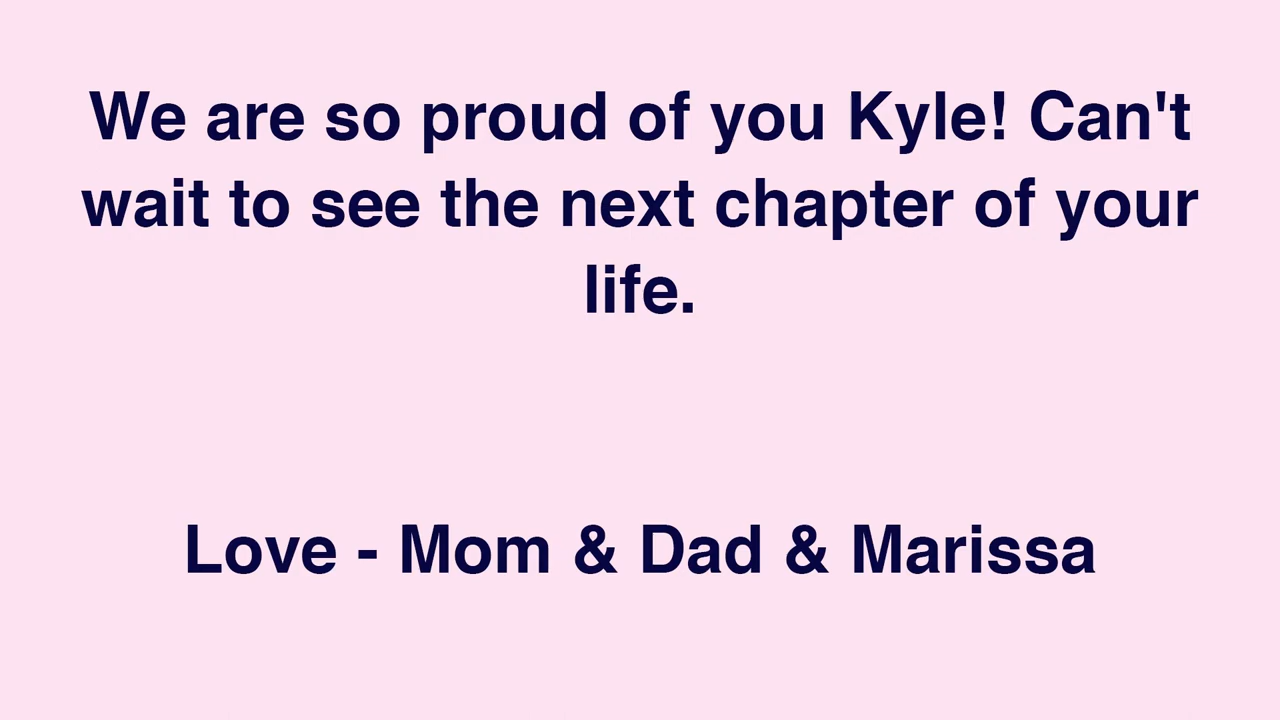 We are so proud of you Kyle! Can't
wait to see the next chapter of your
life.
Love - Mom & Dad & Marissa